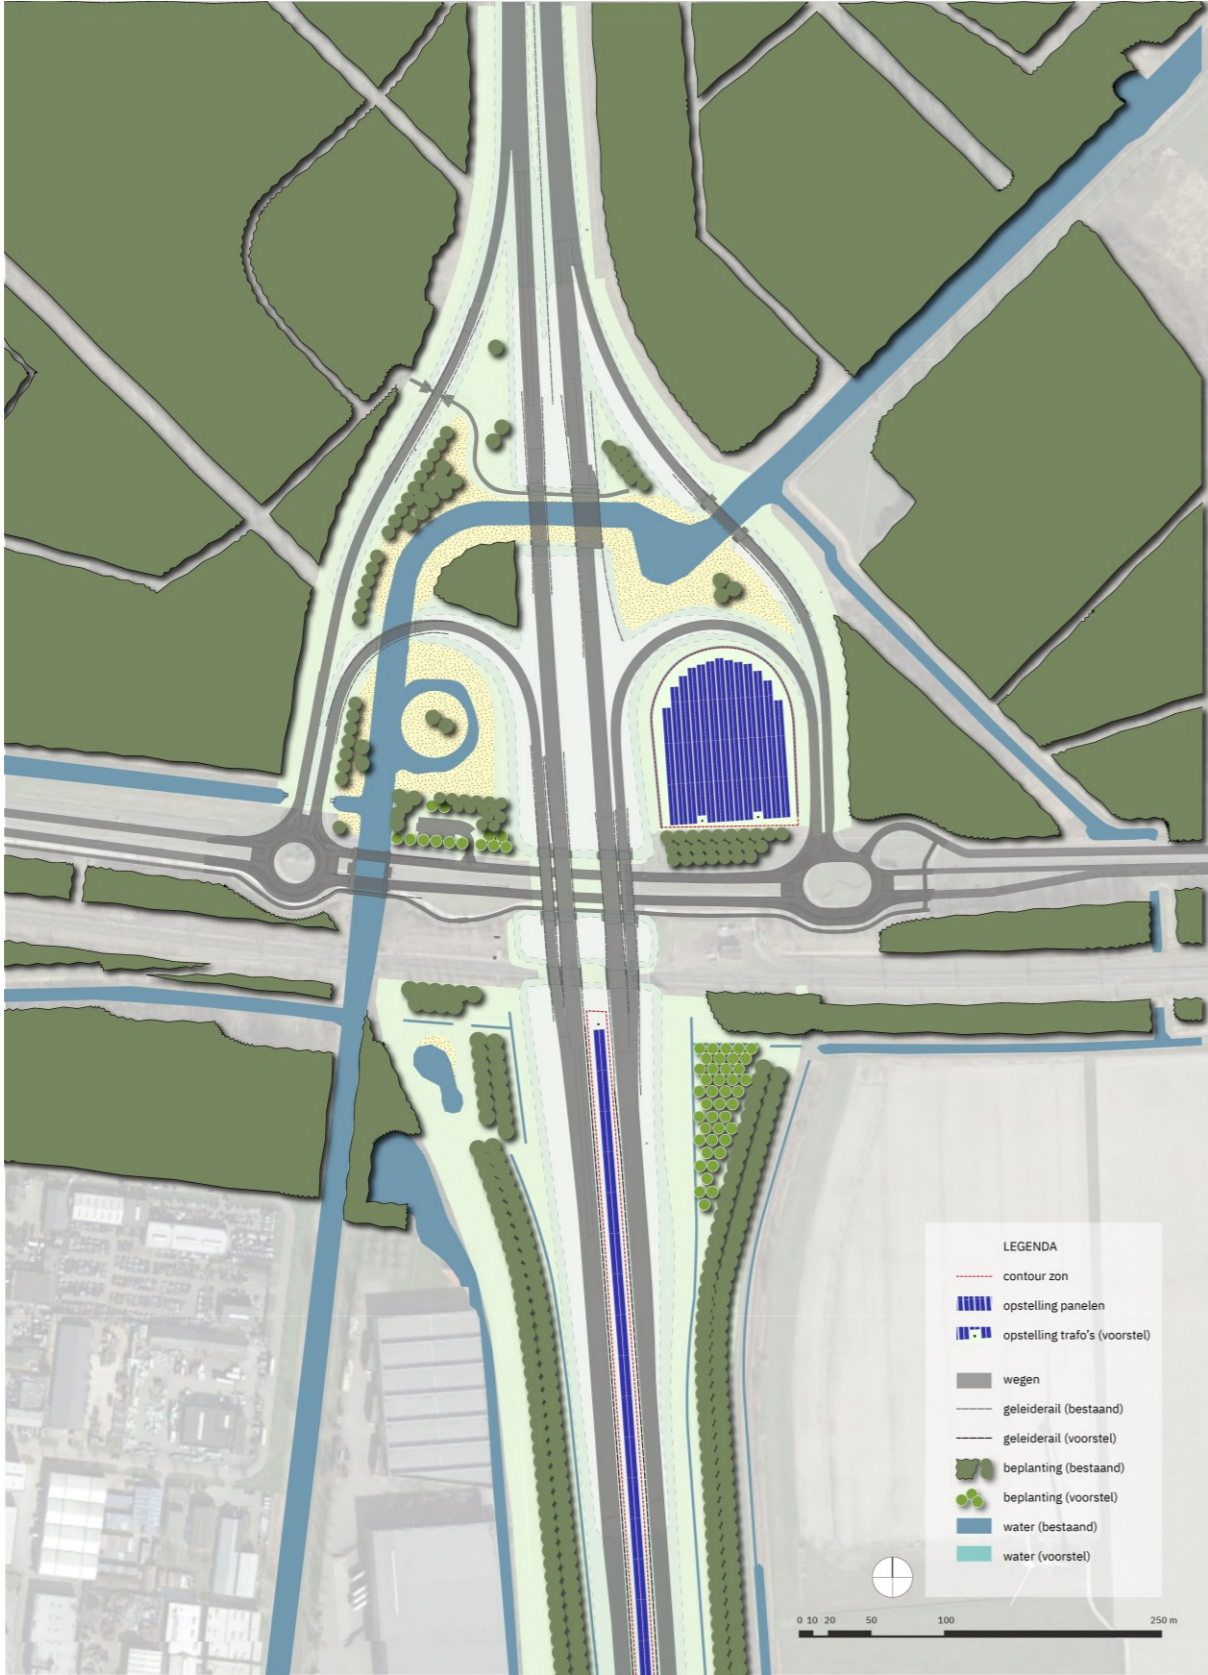 LEGENDA
contour zon
opstelling panelen
opstelling trafo's (voorstel)
wegen
geleiderail (bestaand)
geleiderail (voorstel)
beplanting (bestaand)
beplanting (voorstel)
water (bestaand)
water (voorstel)
0 10 20 50 100 250 m